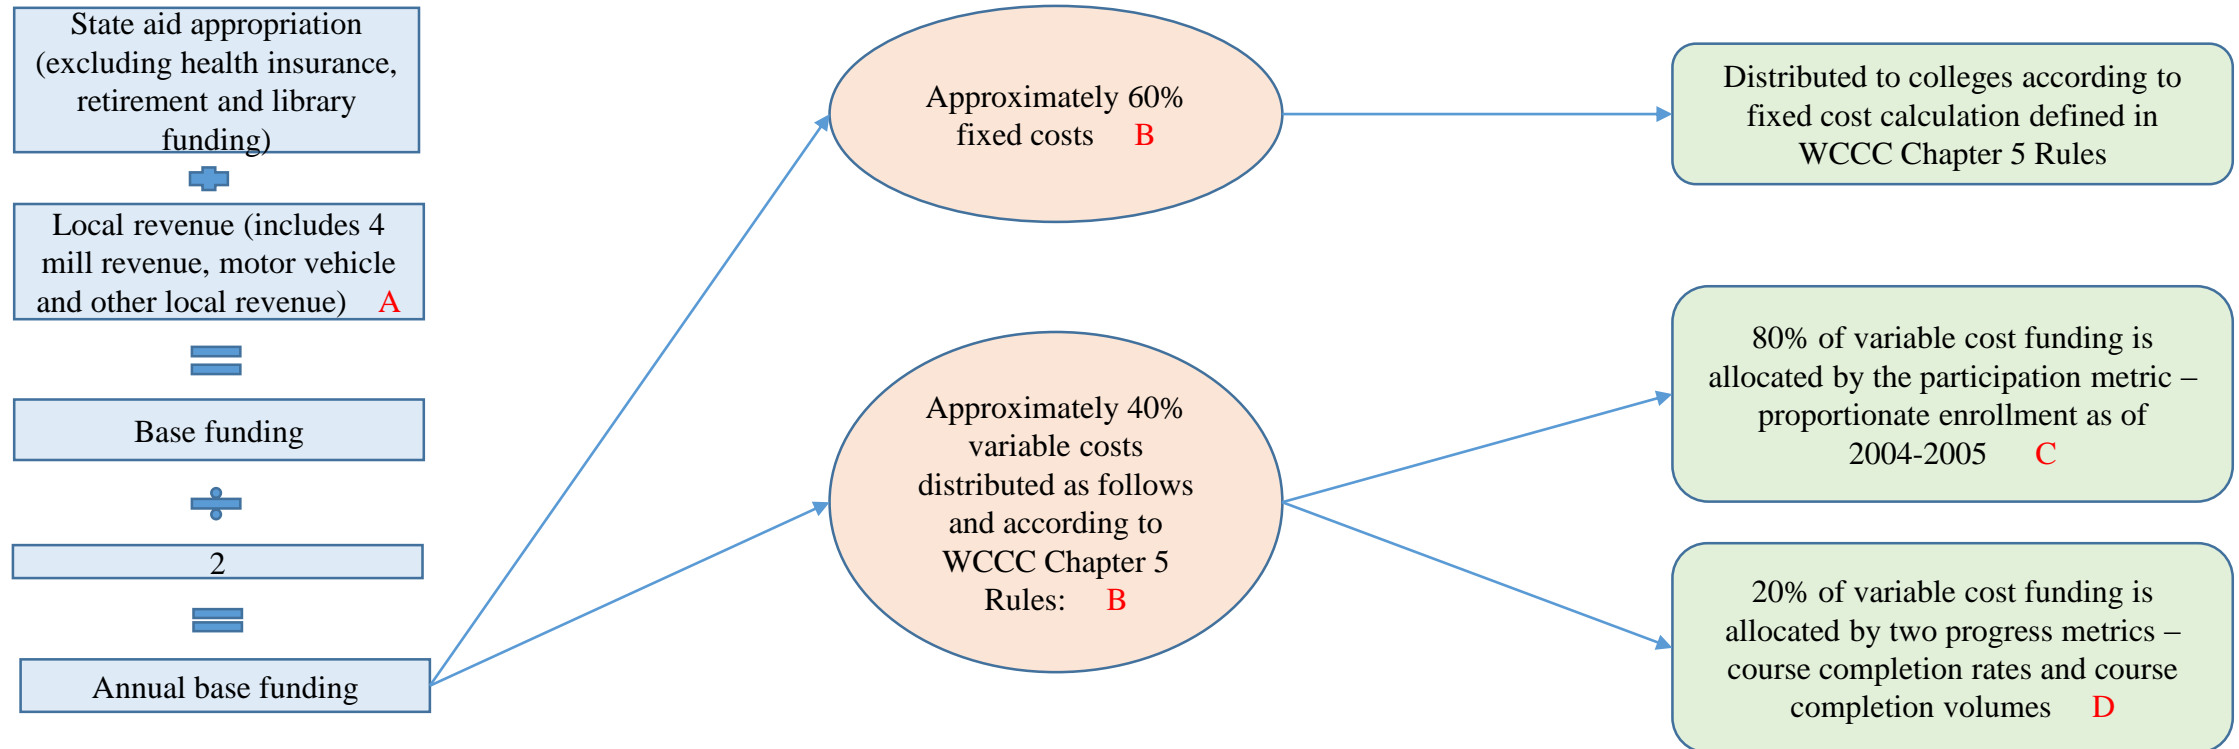 State aid appropriation
(excluding health insurance,
retirement and library
funding)
Local revenue (includes 4
mill revenue, motor vehicle
and other local revenue) A
Base funding
2
Annual base funding
Approximately 60%
fixed costs B
Approximately 40%
variable costs
distributed as follows
and according to
WCCC Chapter 5
Rules: B
Distributed to colleges according to
fixed cost calculation defined in
WCCC Chapter 5 Rules
80% of variable cost funding is
allocated by the participation metric –
proportionate enrollment as of
2004-2005 C
20% of variable cost funding is
allocated by two progress metrics –
course completion rates and course
completion volumes D